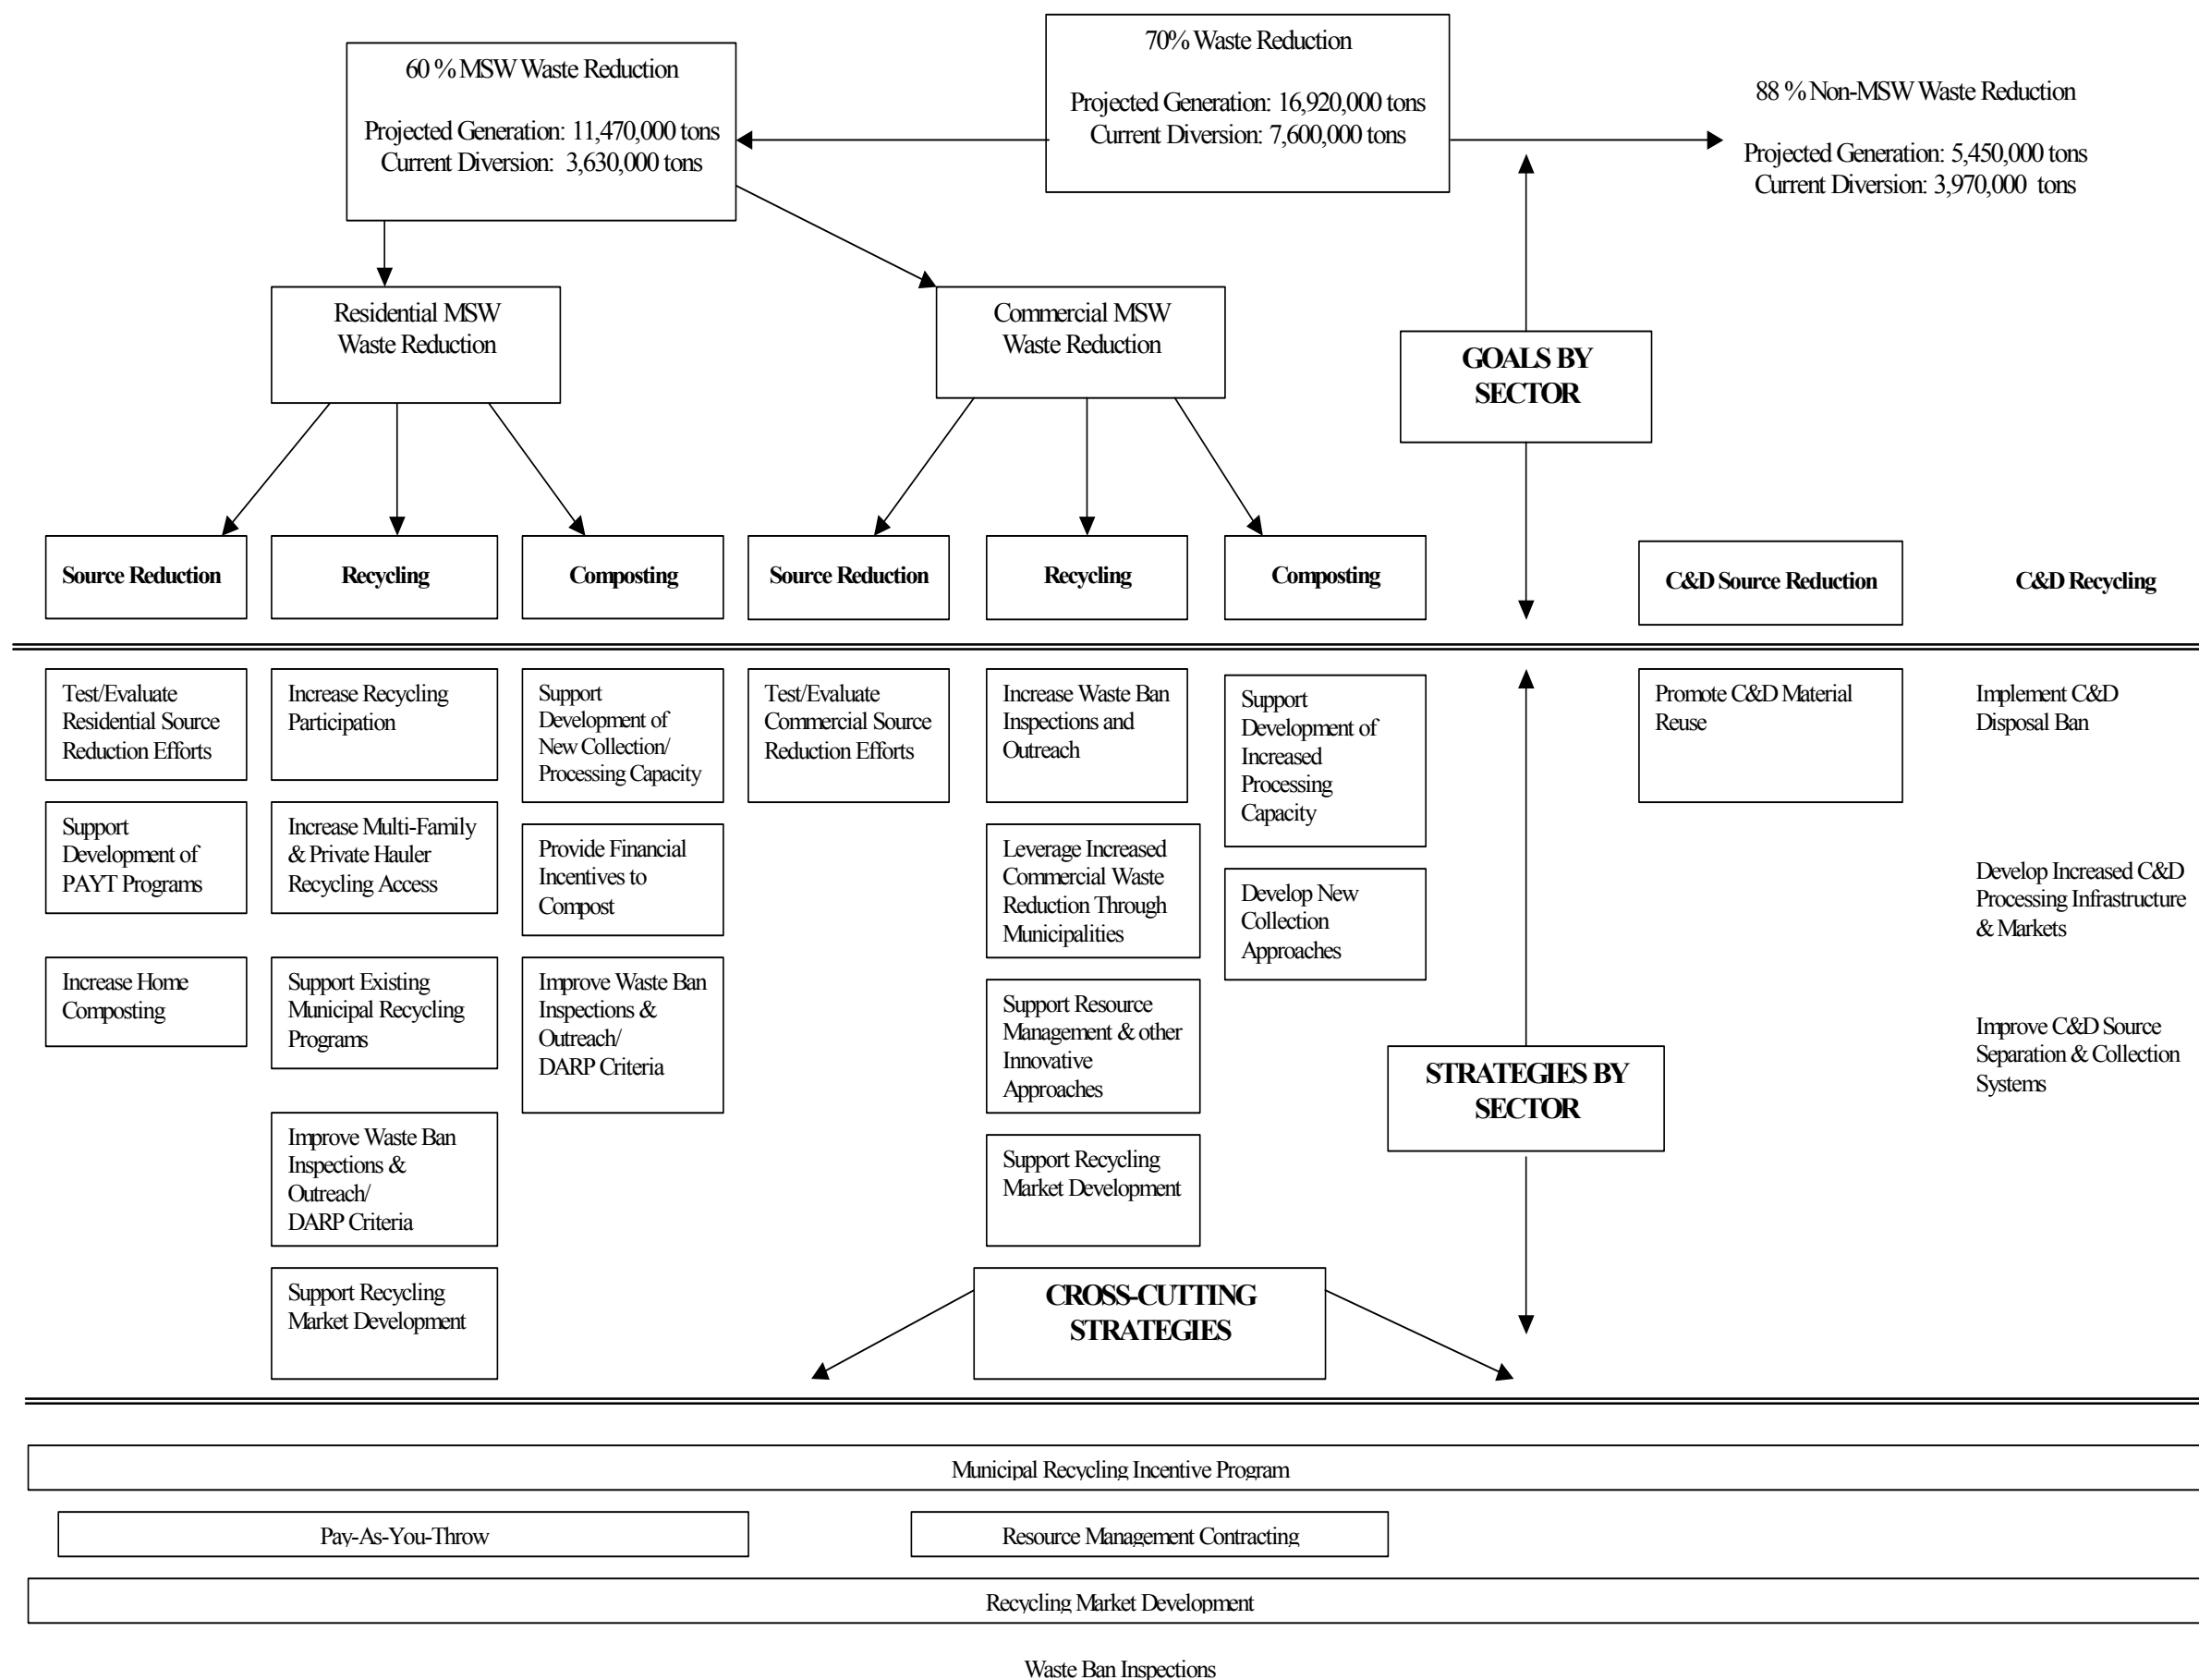 70% Waste Reduction
Projected Generation: 16,920,000 tons
Current Diversion: 7,600,000 tons
60 % MSW Waste Reduction
Projected Generation: 11,470,000 tons
Current Diversion: 3,630,000 tons
88 % Non-MSW Waste Reduction
Projected Generation: 5,450,000 tons
Current Diversion: 3,970,000 tons
Residential MSW
Waste Reduction
Commercial MSW
Waste Reduction
GOALS BY
SECTOR
Source Reduction
Recycling
Composting
Source Reduction
Recycling
Composting
C&D Source Reduction
C&D Recycling
Test/Evaluate
Residential Source
Reduction Efforts
Support
Development of
PAYT Programs
Increase Home
Composting
Increase Recycling
Participation
Increase Multi-Family
& Private Hauler
Recycling Access
Support Existing
Municipal Recycling
Programs
Improve Waste Ban
Inspections &
Outreach/
DARP Criteria
Support Recycling
Market Development
Support
Development of
New Collection/
Processing Capacity
Provide Financial
Incentives to
Compost
Improve Waste Ban
Inspections &
Outreach/
DARP Criteria
Test/Evaluate
Commercial Source
Reduction Efforts
Increase Waste Ban
Inspections and
Outreach
Leverage Increased
Commercial Waste
Reduction Through
Municipalities
Support Resource
Management & other
Innovative
Approaches
Support Recycling
Market Development
Support
Development of
Increased
Processing
Capacity
Develop New
Collection
Approaches
STRATEGIES BY
SECTOR
Promote C&D Material
Reuse
Implement C&D
Disposal Ban
Develop Increased C&D
Processing Infrastructure
& Markets
Improve C&D Source
Separation & Collection
Systems
CROSS-CUTTING
STRATEGIES
Municipal Recycling Incentive Program
Pay-As-You-Throw
Resource Management Contracting
Recycling Market Development
Waste Ban Inspections